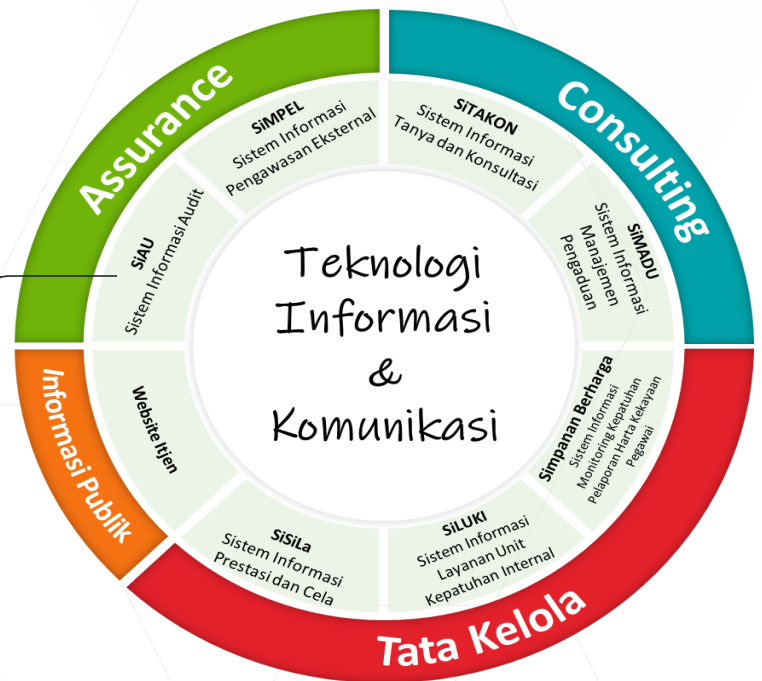 Assurance
SiMPEL
Sistem Informasi
Pengawasan Eksternal
SiAU
Sistem Informasi Audit
Consulting
SiTAKON
Sistem Informasi
Tanya dan Konsultasi
SiMADU
Sistem Informasi
Manajemen
Pengaduan
Teknologi
Informasi
&
Komunikasi
Simpanan Berharga
Sistem Informasi
Monitoring Kepatuhan
Pelaporan Harta Kekayaan
Pegawai
SiLUKI
Sistem Informasi
Layanan Unit
Kepatuhan Internal
SiSiLa
Sistem Informasi
Prestasi dan Cela
Tata Kelola
Website Itjen
Informasi Publik